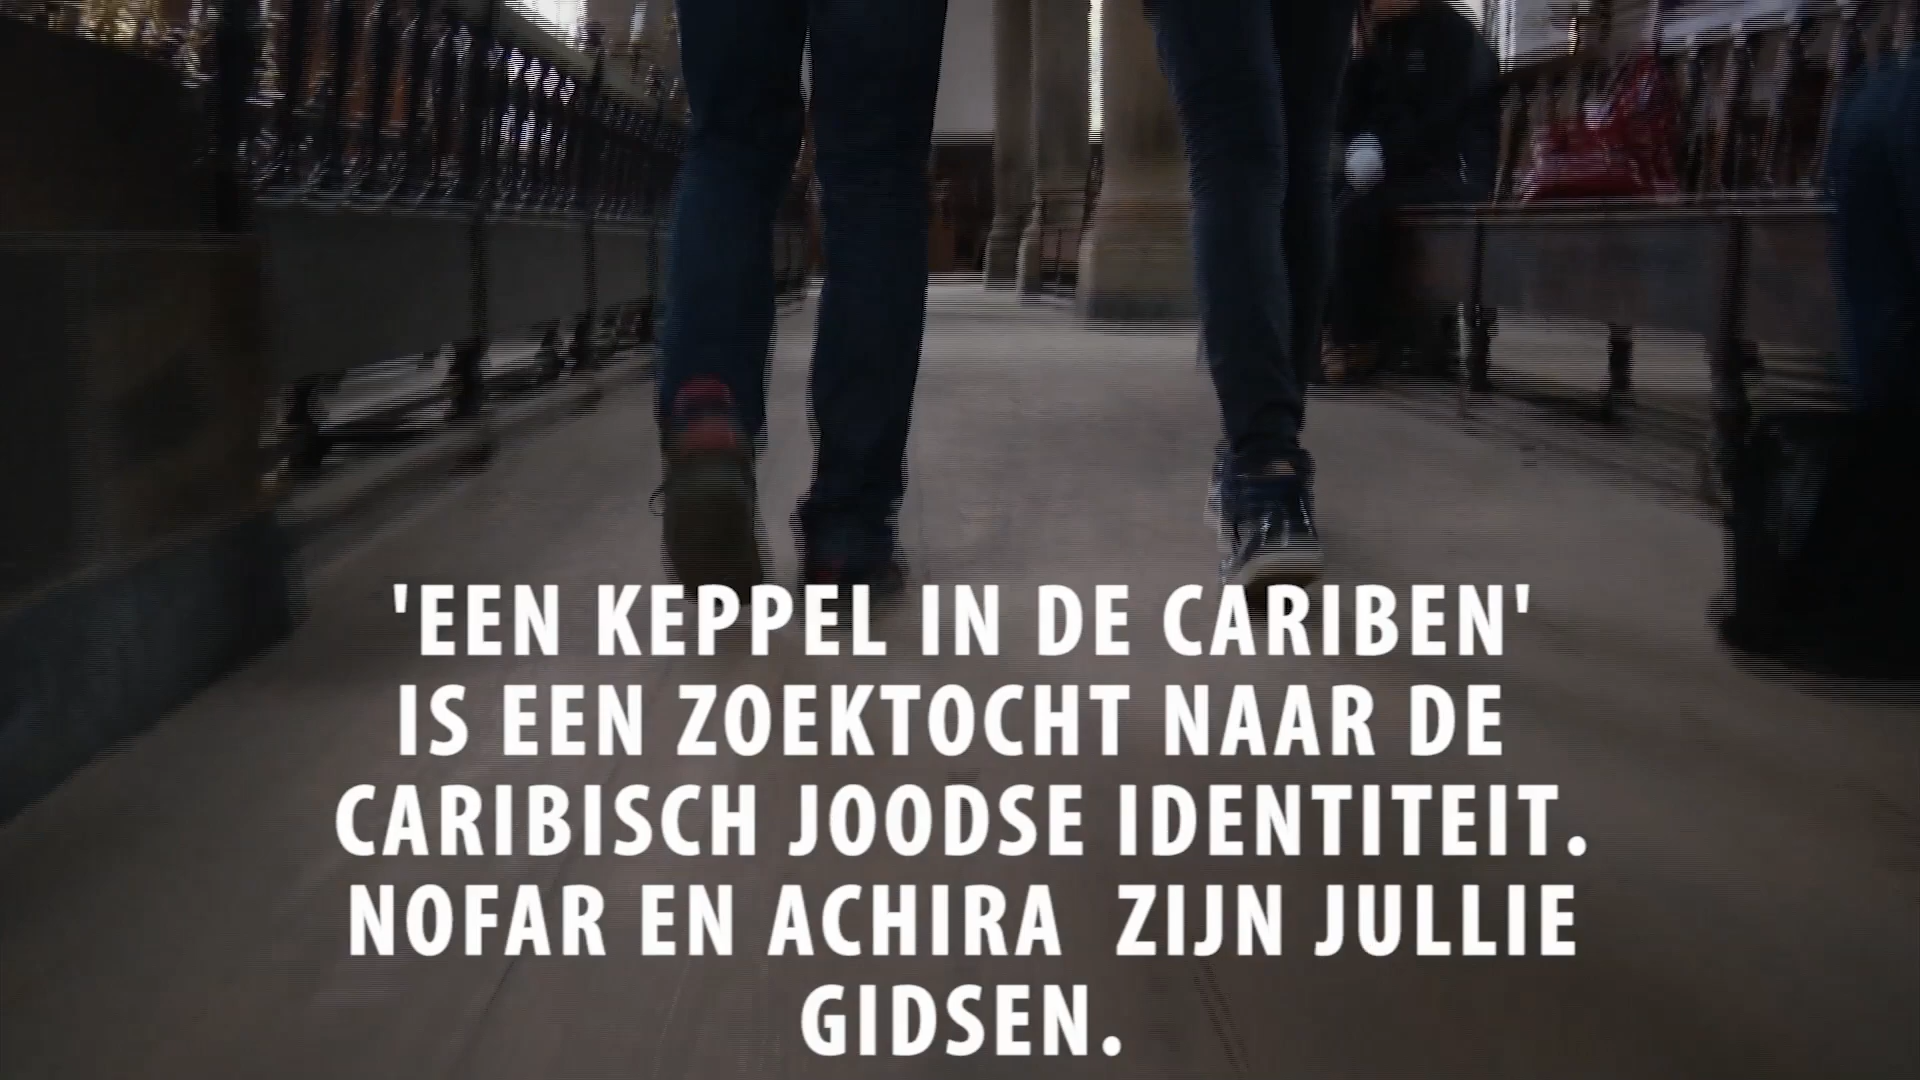 'EEN KEPPEL IN DE CARIBEN'
IS EEN ZOEKTOCHT NAAR DE
CARIBISCH JOODSE IDENTITEIT.
NOFAR EN ACHIRA  ZIJN JULLIE
GIDSEN.